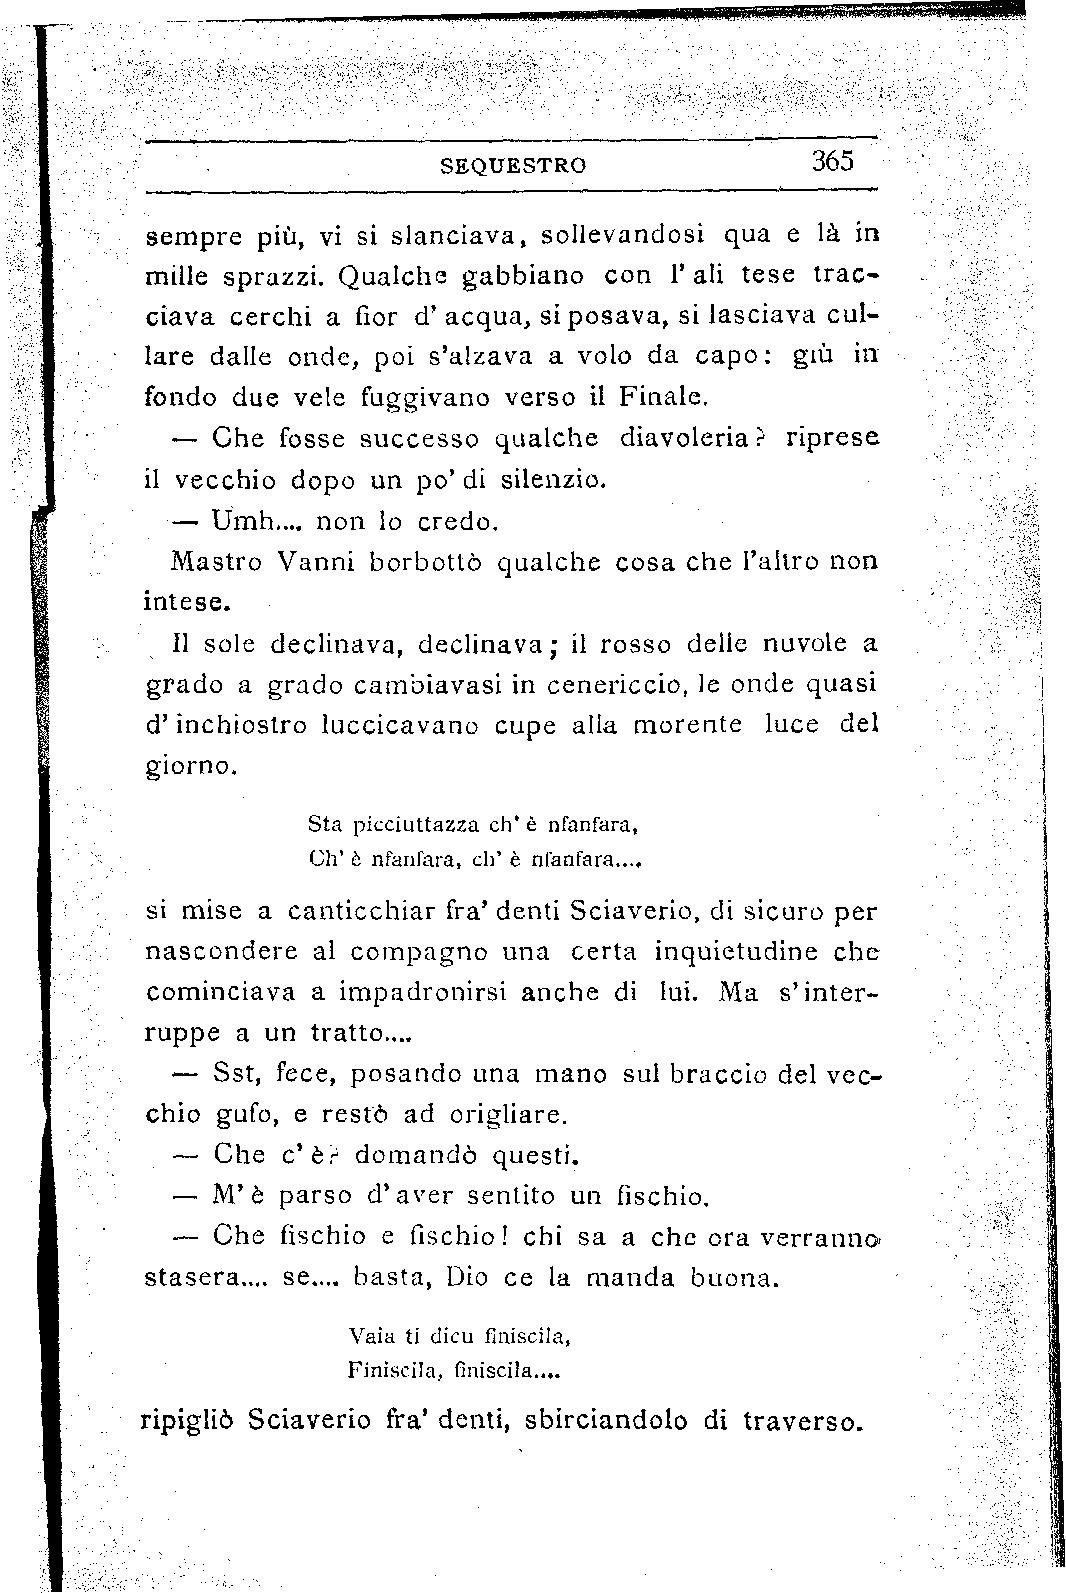 SEQUESTRO 365
sempre più, vi si slanciava, sollevandosi qua e là in
mille sprazzi. Qualche gabbiano con l' ali tese trac-
ciava cerchi a fior d' acqua, si posava, si lasciava cul-
lare dalle onde, poi s'alzava a volo da capo: giù in
fondo due vele fuggivano verso il Finale.
— Che fosse successo qualche diavoleria? riprese
il vecchio dopo un po' di silenzio.
— Umh.... non lo credo.
Mastro Vanni borbottò qualche cosa che l'altro non
intese.
Il sole declinava, declinava; il rosso delle nuvole a
grado a grado cambiavasi in cenericcio, le onde quasi
d' inchiostro luccicavano cupe alla morente luce del
giorno.
Sta picciuttazza ch' è nfanfara,
Ch' è nfanfara, ch' è nfanfara....
si mise a canticchiar fra' denti Sciaverio, di sicuro per
nascondere al compagno una certa inquietudine che
cominciava a impadronirsi anche di lui. Ma s'inter-
ruppe a un tratto....
— Sst, fece, posando una mano sul braccio del vec-
chio gufo, e restò ad origliare.
— Che c' è? domandò questi.
— M' è parso d'aver sentito un fischio.
— Che fischio e fischio! chi sa a che ora verranno
stasera.... se.... basta, Dio ce la manda buona.
Vaia ti dicu finiscila,
Finiscila, finiscila....
ripigliò Sciaverio fra' denti, sbirciandolo di traverso.